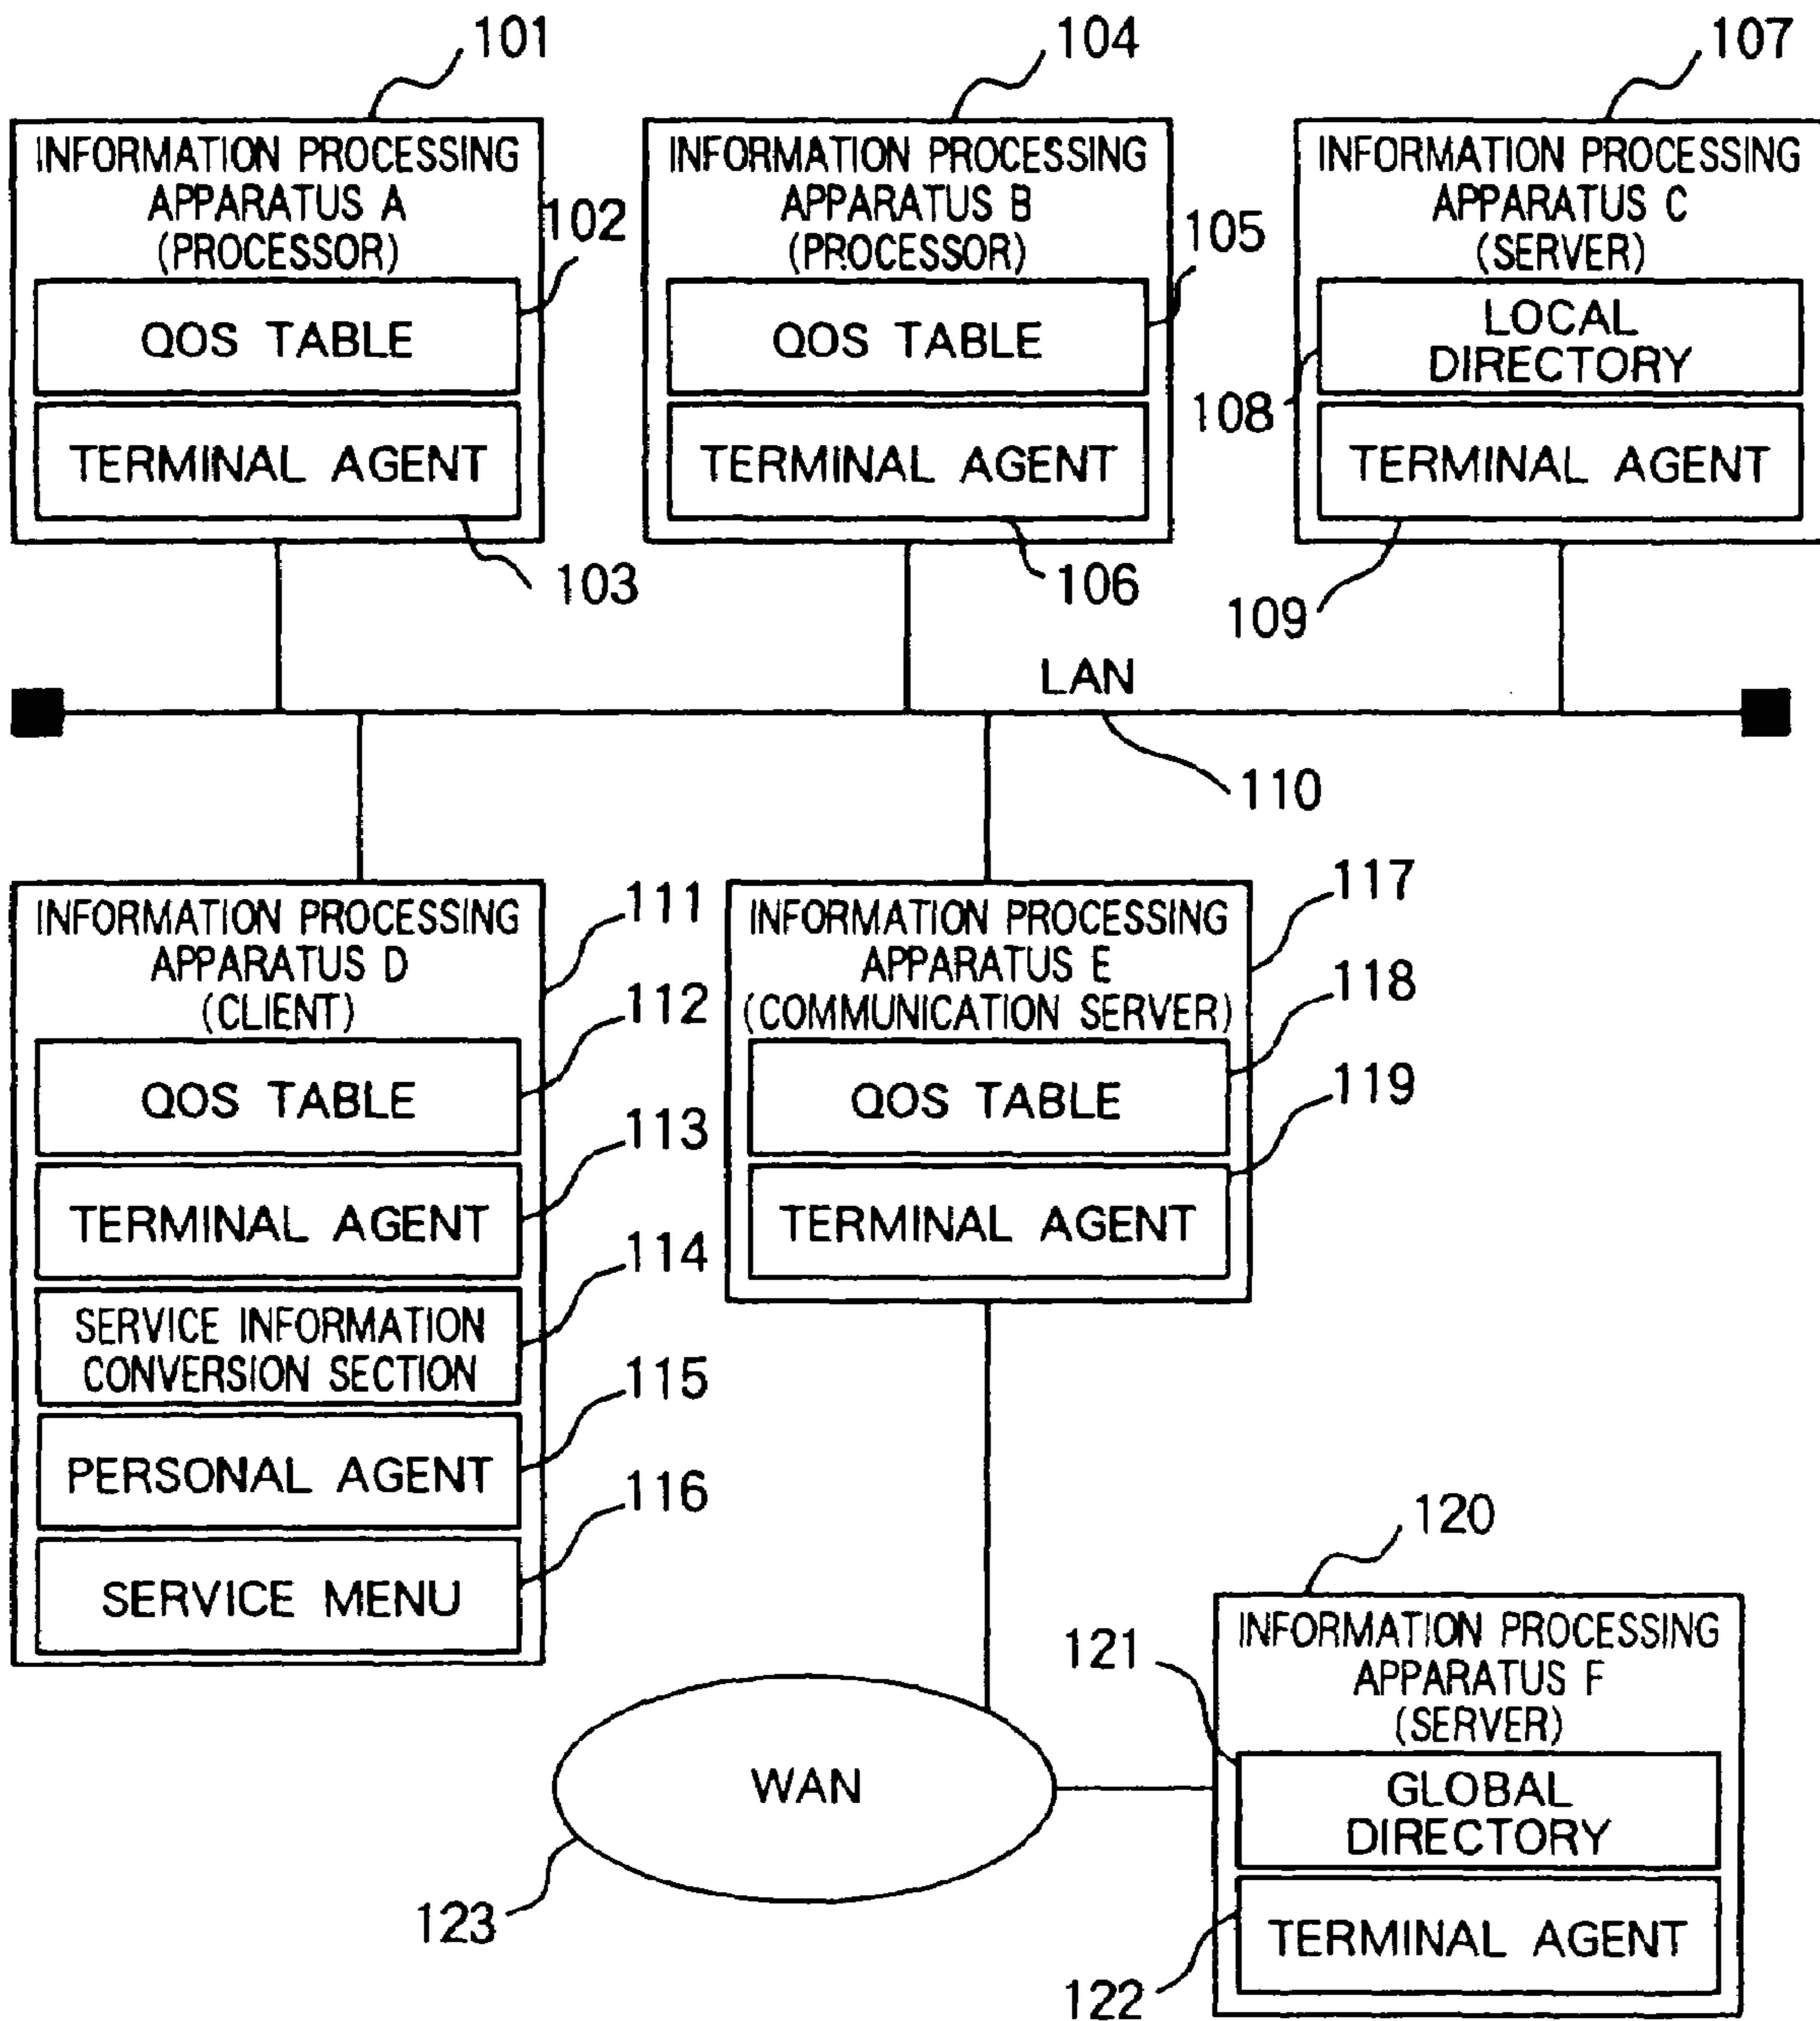 101
INFORMATION PROCESSING
APPARATUS A
(PROCESSOR)
102
QOS TABLE
TERMINAL AGENT
103
104
INFORMATION PROCESSING
APPARATUS B
(PROCESSOR)
105
QOS TABLE
TERMINAL AGENT
106
107
INFORMATION PROCESSING
APPARATUS C
(SERVER)
LOCAL
DIRECTORY
108
TERMINAL AGENT
109
LAN
110
111
INFORMATION PROCESSING
APPARATUS D
(CLIENT)
112
QOS TABLE
113
TERMINAL AGENT
114
SERVICE INFORMATION
CONVERSION SECTION
115
PERSONAL AGENT
116
SERVICE MENU
117
INFORMATION PROCESSING
APPARATUS E
(COMMUNICATION SERVER)
118
QOS TABLE
119
TERMINAL AGENT
120
INFORMATION PROCESSING
APPARATUS F
(SERVER)
121
GLOBAL
DIRECTORY
TERMINAL AGENT
122
WAN
123